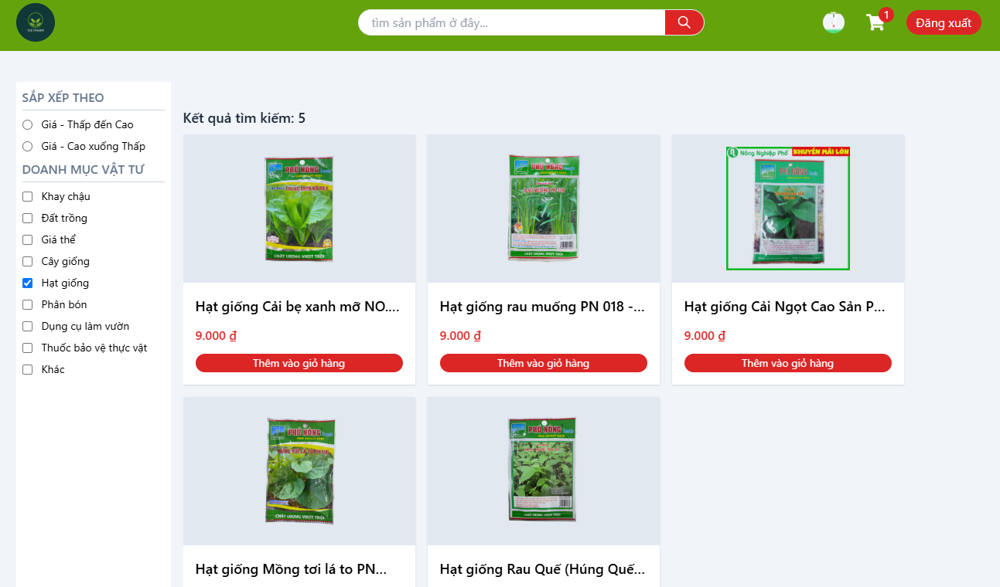 VIETFARM
tìm sản phẩm ở đây...
1
Đăng xuất
SẮP XẾP THEO
Giá - Thấp đến Cao
Giá - Cao xuống Thấp
DOANH MỤC VẬT TƯ
Khay chậu
Đất trồng
Giá thể
Cây giống
Hạt giống
Phân bón
Dụng cụ làm vườn
Thuốc bảo vệ thực vật
Khác
Kết quả tìm kiếm: 5
PHÚ NÔNG
CHẤT LƯỢNG VƯỢT TRỘI
Hạt giống Cải bẹ xanh mỡ NO....
9.000 ₫
Thêm vào giỏ hàng
PHÚ NÔNG
RAU MUỐNG PN 018
CHẤT LƯỢNG VƯỢT TRỘI
Hạt giống rau muống PN 018 -...
9.000 ₫
Thêm vào giỏ hàng
Nông Nghiệp Phố
KHUYẾN MÃI LỚN
PHÚ NÔNG
Hạt giống Cải Ngọt Cao Sản P...
9.000 ₫
Thêm vào giỏ hàng
PHÚ NÔNG
CHẤT LƯỢNG VƯỢT TRỘI
Hạt giống Mồng tơi lá to PN...
PHÚ NÔNG
CHẤT LƯỢNG VƯỢT TRỘI
Hạt giống Rau Quế (Húng Quế...